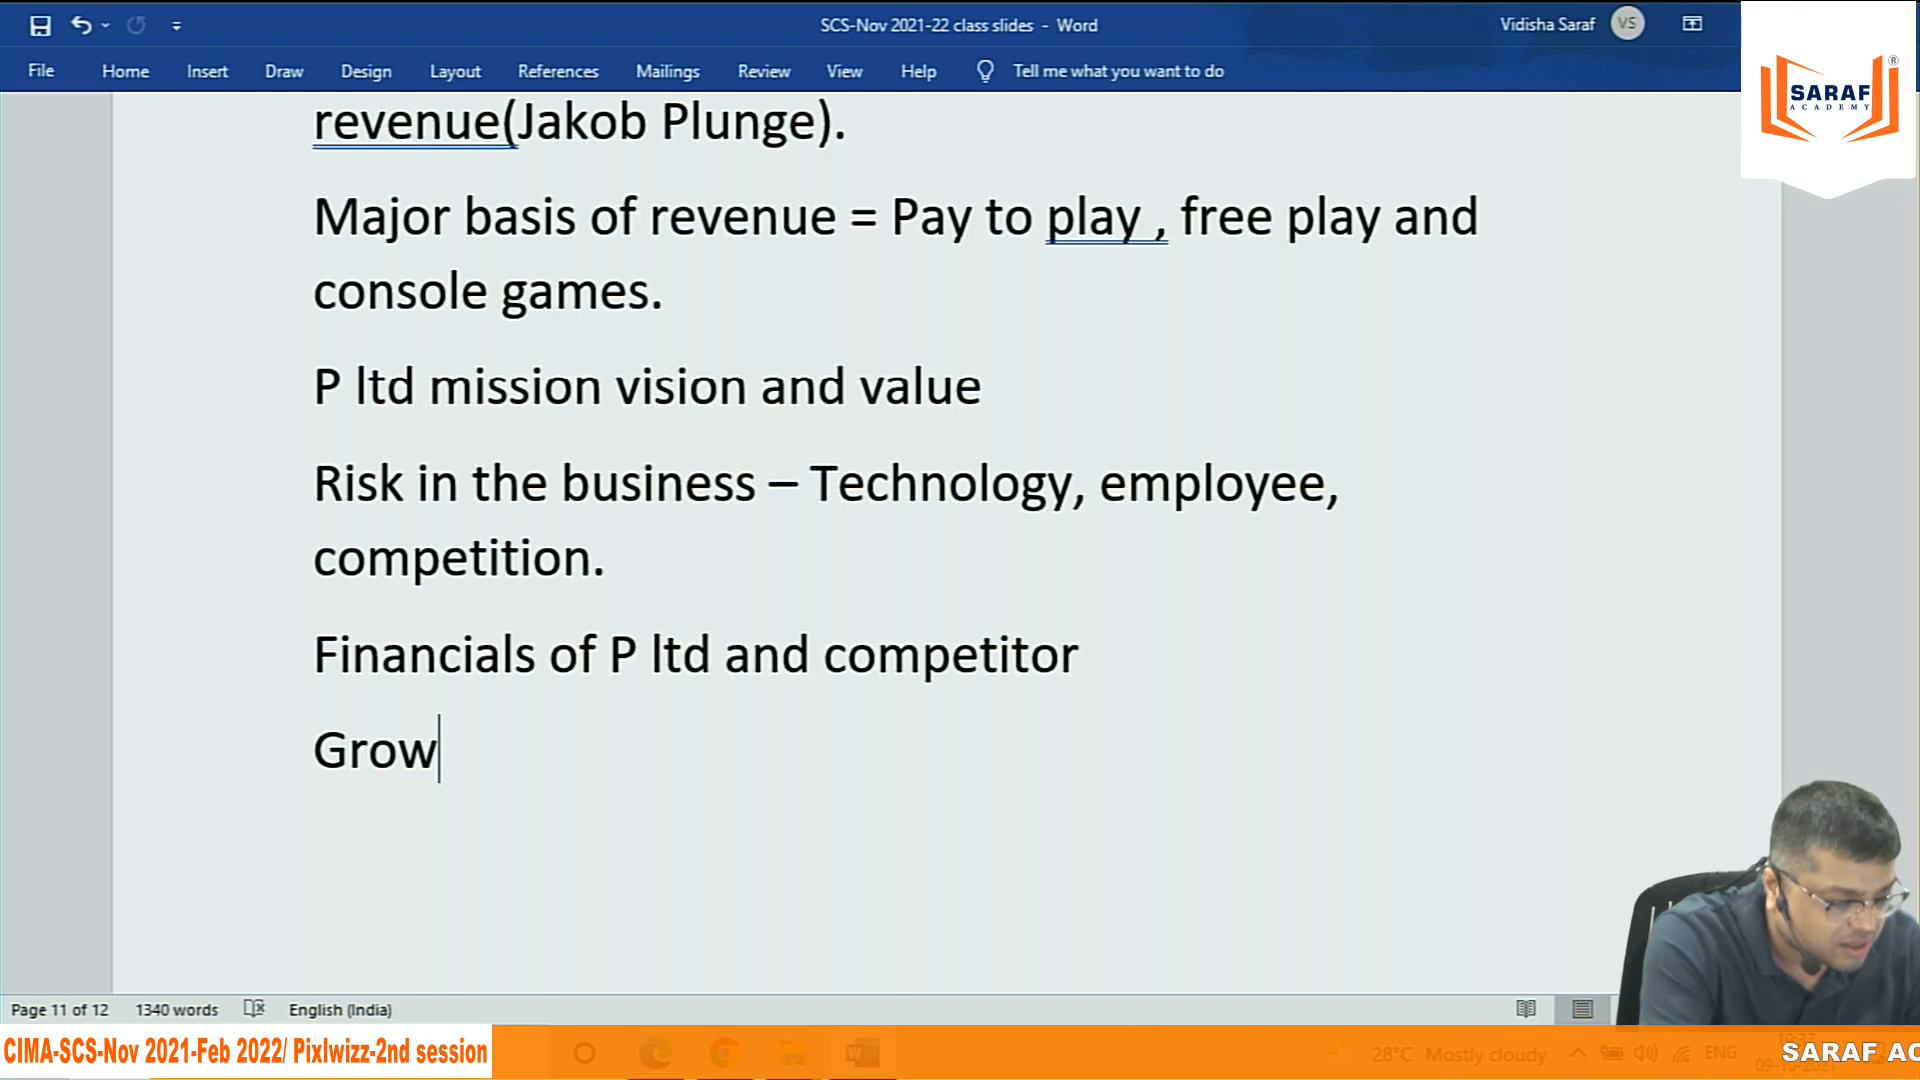 SCS-Nov 2021-22 class slides - Word
Vidisha Saraf VS
File Home Insert Draw Design Layout References Mailings Review View Help Tell me what you want to do
SARAF ®
ACADEMY
revenue(Jakob Plunge).
Major basis of revenue = Pay to play , free play and
console games.
P ltd mission vision and value
Risk in the business – Technology, employee,
competition.
Financials of P ltd and competitor
Grow
Page 11 of 12 1340 words English (India)
CIMA-SCS-Nov 2021-Feb 2022/ Pixlwizz-2nd session
28°C Mostly cloudy ENG
SARAF AC